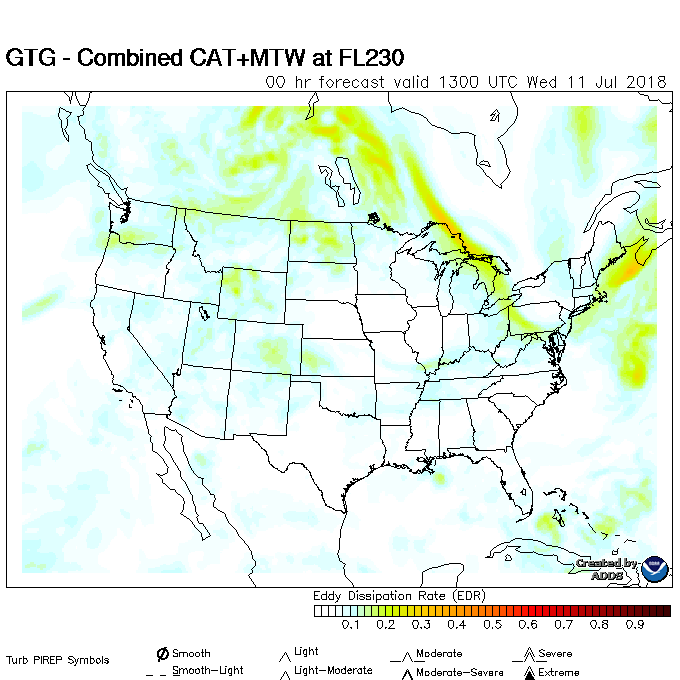 GTG - Combined CAT+MTW at FL230
00 hr forecast valid 1300 UTC Wed 11 Jul 2018
Created by
ADDS
Eddy Dissipation Rate (EDR)
0.1 0.2 0.3 0.4 0.5 0.6 0.7 0.8 0.9
Turb PIREP Symbols
Smooth Light Moderate Severe
Smooth-Light Light-Moderate Moderate-Severe Extreme